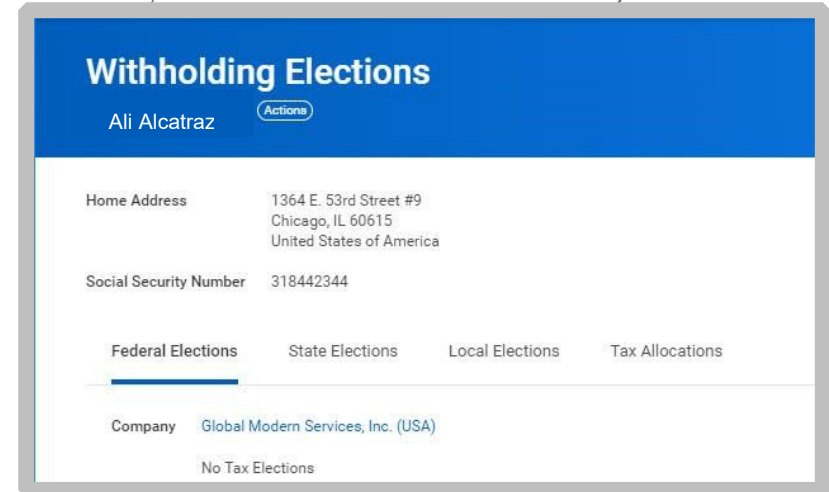 Withholding Elections
Ali Alcatraz Actions
Home Address 1364 E. 53rd Street #9
Chicago, IL 60615
United States of America
Social Security Number 318442344
Federal Elections State Elections Local Elections Tax Allocations
Company Global Modern Services, Inc. (USA)
No Tax Elections